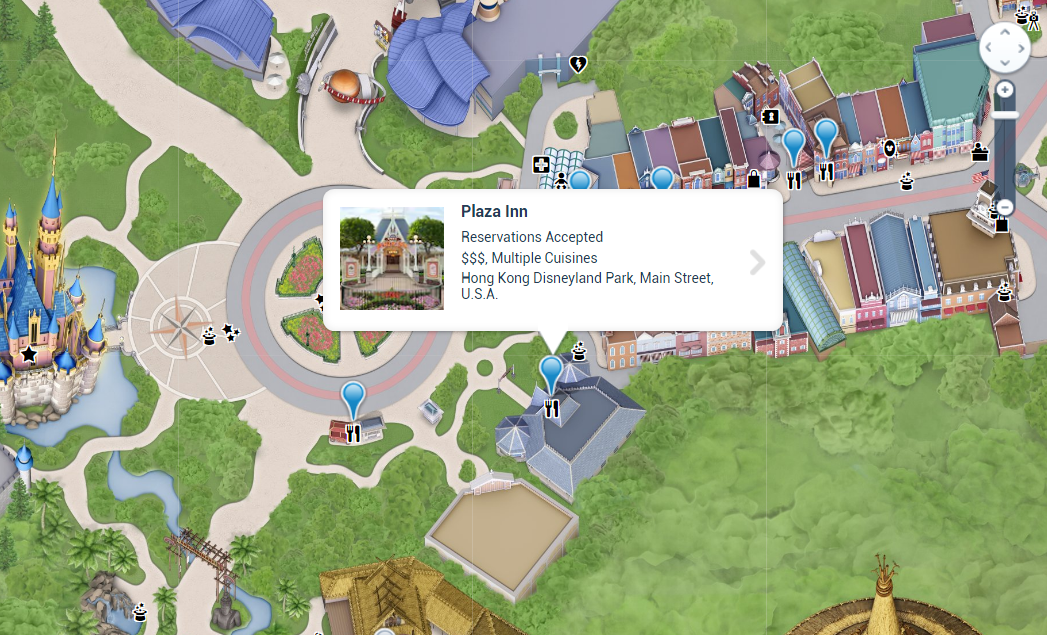 Plaza Inn
Reservations Accepted
$$$, Multiple Cuisines
Hong Kong Disneyland Park, Main Street,
U.S.A.